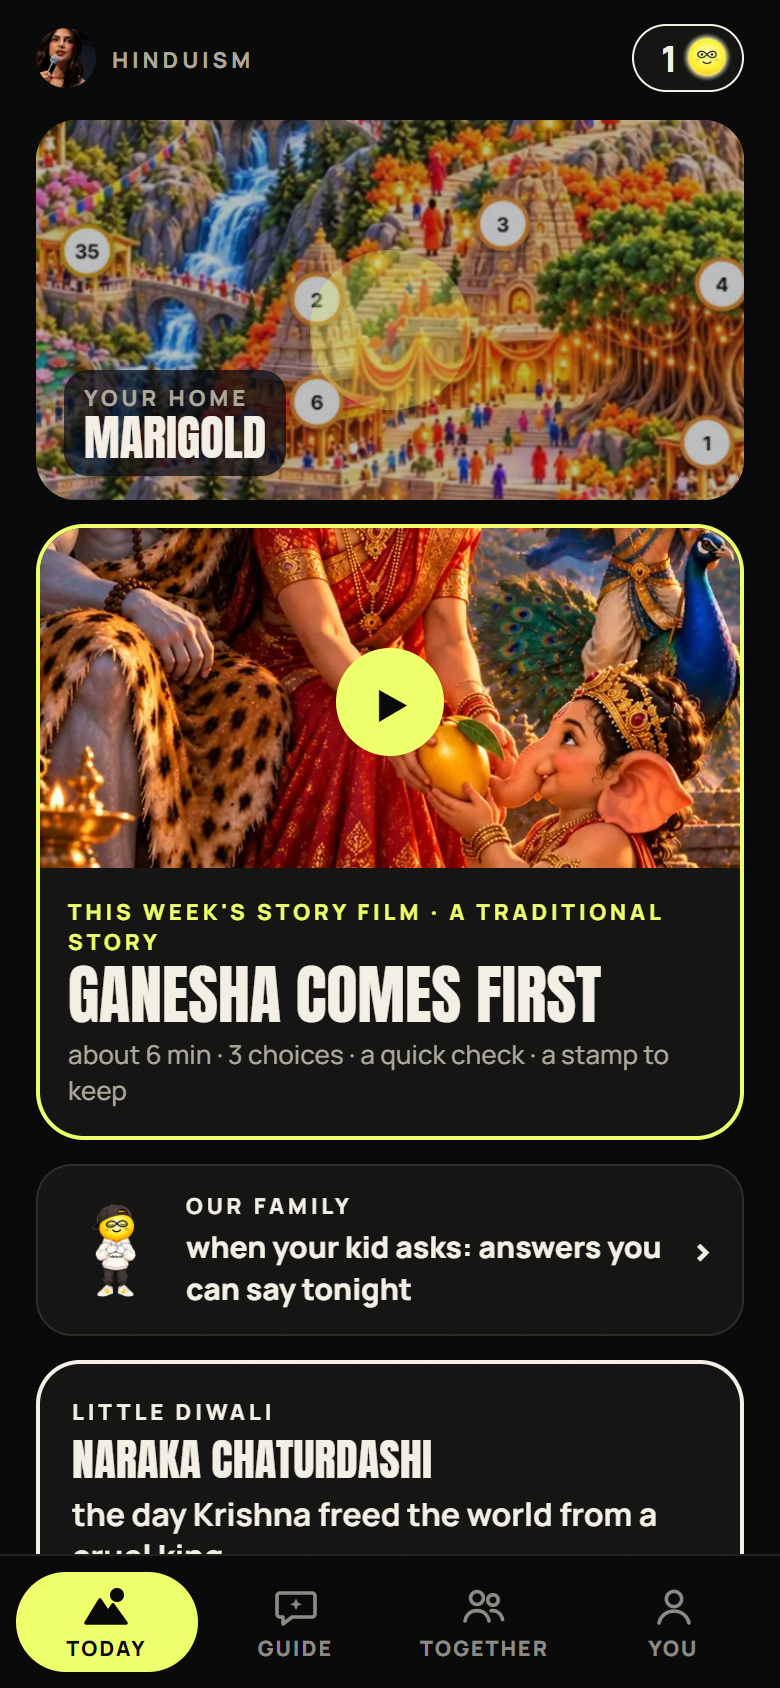 HINDUISM
1
35
3
2
4
6
1
YOUR HOME
MARIGOLD
THIS WEEK'S STORY FILM · A TRADITIONAL
STORY
GANESHA COMES FIRST
about 6 min · 3 choices · a quick check · a stamp to
keep
OUR FAMILY
when your kid asks: answers you
can say tonight
LITTLE DIWALI
NARAKA CHATURDASHI
the day Krishna freed the world from a
cruel king
TODAY
GUIDE
TOGETHER
YOU